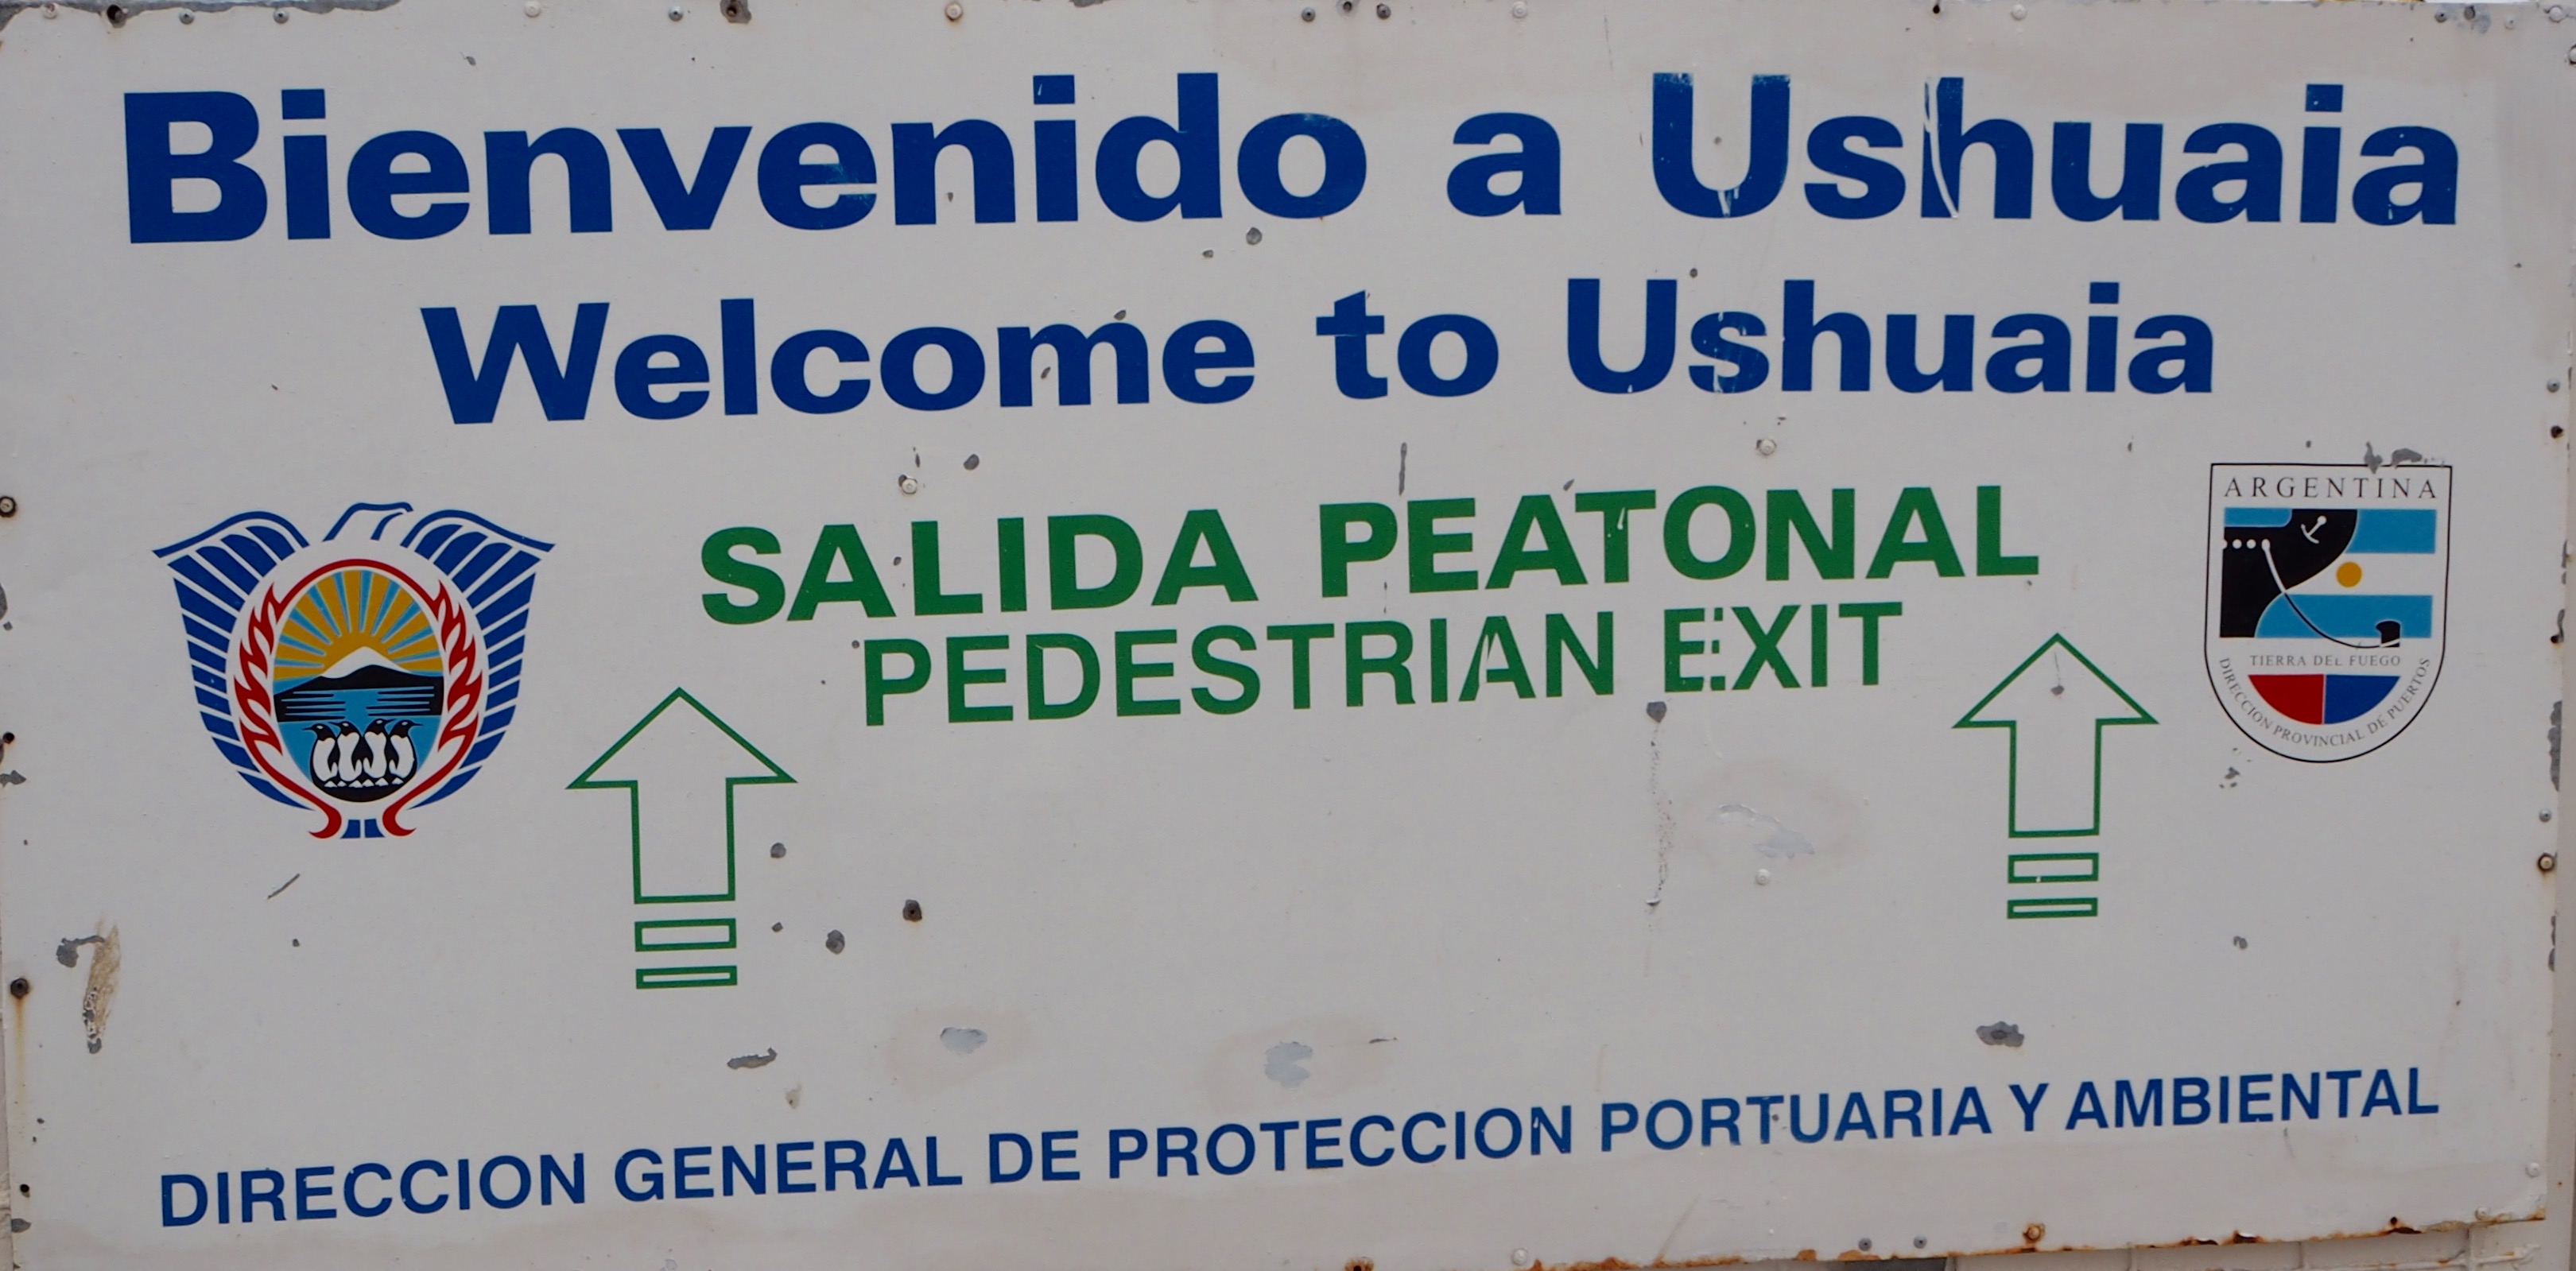 Bienvenido a Ushuaia
Welcome to Ushuaia
SALIDA PEATONAL
PEDESTRIAN EXIT
ARGENTINA
TIERRA DEL FUEGO
DIRECCION PROVINCIAL DE PUERTOS
DIRECCION GENERAL DE PROTECCION PORTUARIA Y AMBIENTAL